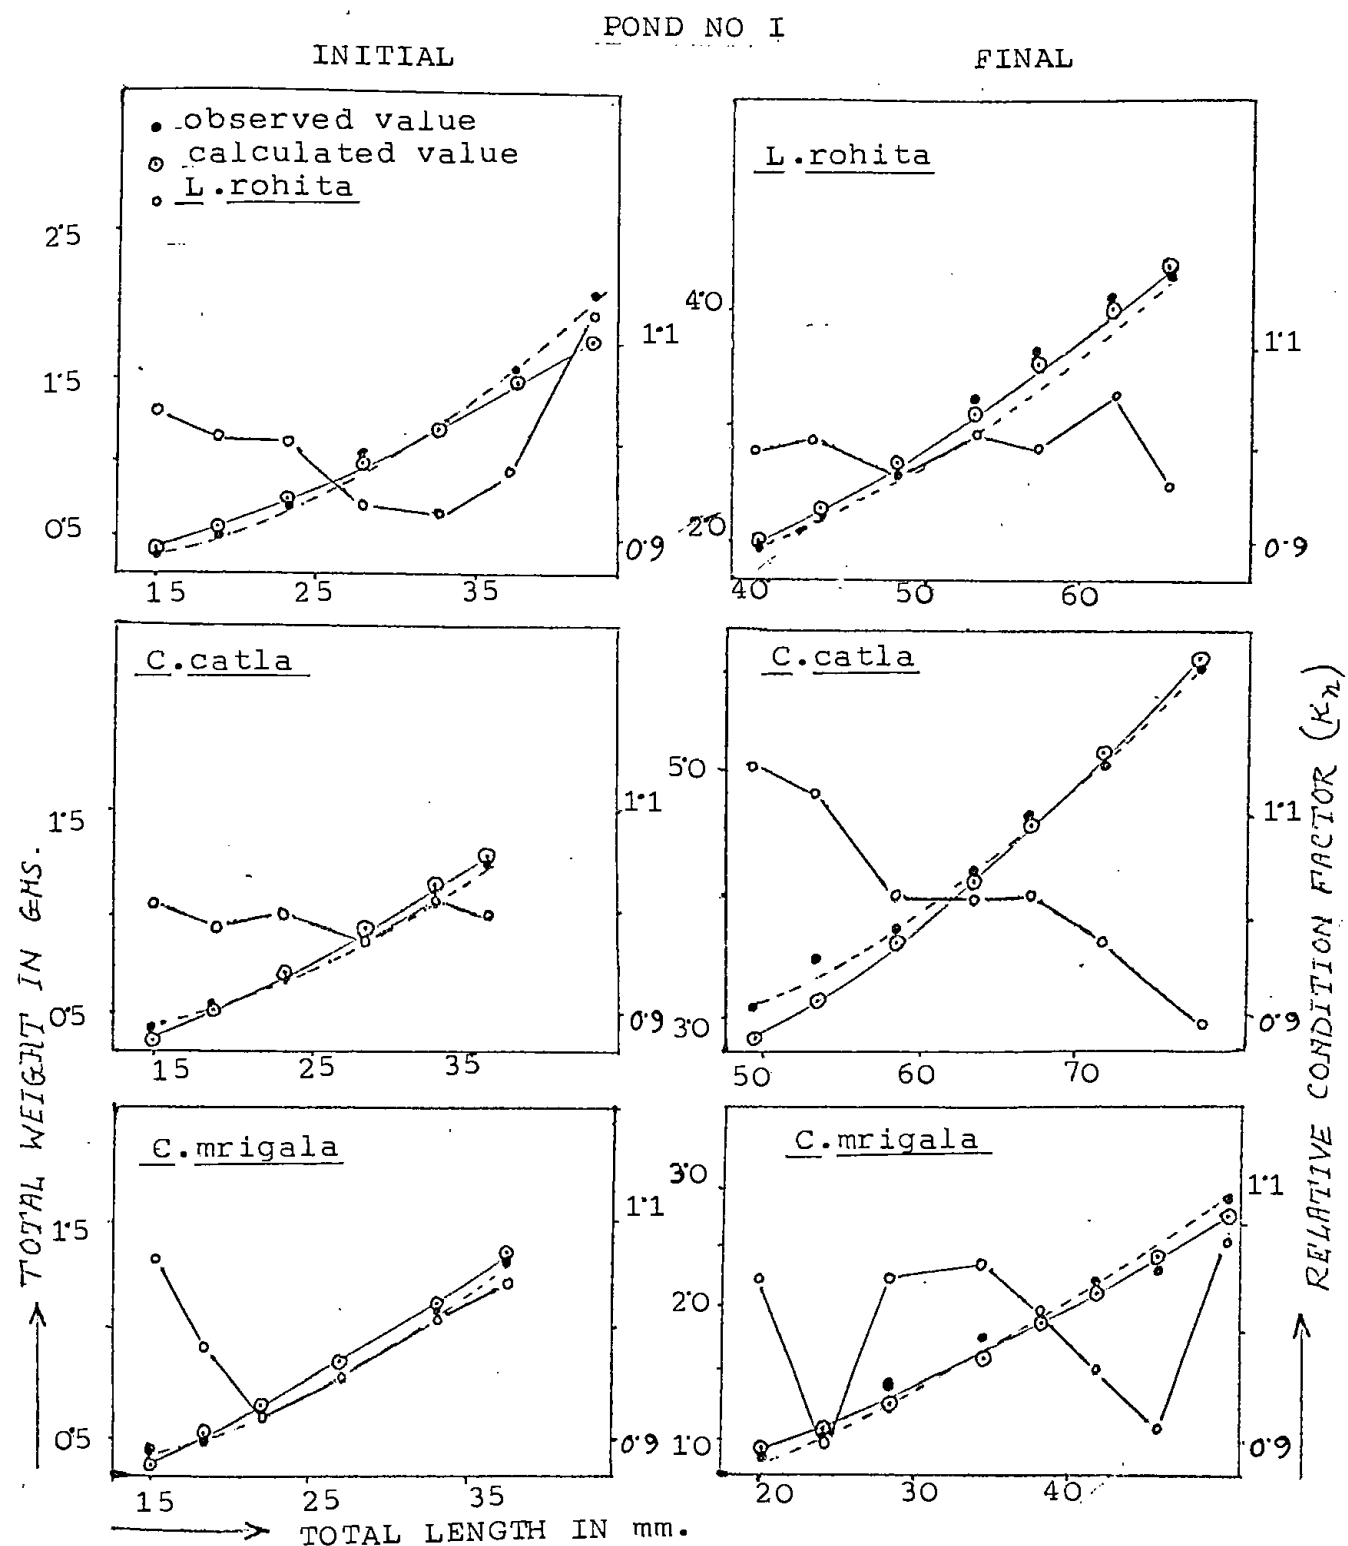 POND NO I
INITIAL
FINAL
observed value
calculated value
L.rohita
2.5
1.5
0.5
1.1
0.9
15 25 35
L.rohita
4.0
2.0
1.1
0.9
40 50 60
C.catla
1.5
0.5
1.1
0.9
15 25 35
C.catla
5.0
3.0
1.1
0.9
50 60 70
C.mrigala
1.5
0.5
1.1
0.9
15 25 35
C.mrigala
3.0
2.0
1.0
1.1
0.9
20 30 40
TOTAL LENGTH IN mm.
TOTAL WEIGHT IN GMS.
RELATIVE CONDITION FACTOR (Kn)